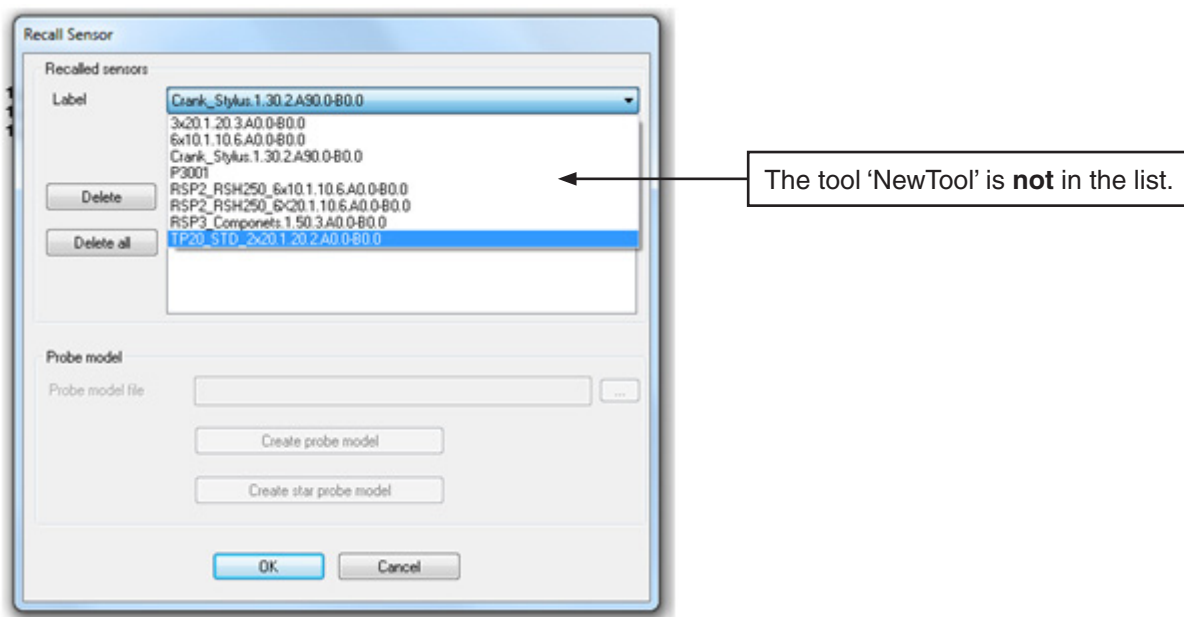 Recall Sensor
Recalled sensors
Label
Crank_Stylus.1.30.2.A90.0-B0.0
3x20.1.20.3.A0.0-B0.0
6x10.1.10.6.A0.0-B0.0
Crank_Stylus.1.30.2.A90.0-B0.0
P3001
RSP2_RSH250_6x10.1.10.6.A0.0-B0.0
RSP2_RSH250_6X20.1.10.6.A0.0-B0.0
RSP3_Componets.1.50.3.A0.0-B0.0
TP20_STD_2x20.1.20.2.A0.0-B0.0
Delete
Delete all
The tool ‘NewTool’ is not in the list.
Probe model
Probe model file
...
Create probe model
Create star probe model
OK
Cancel